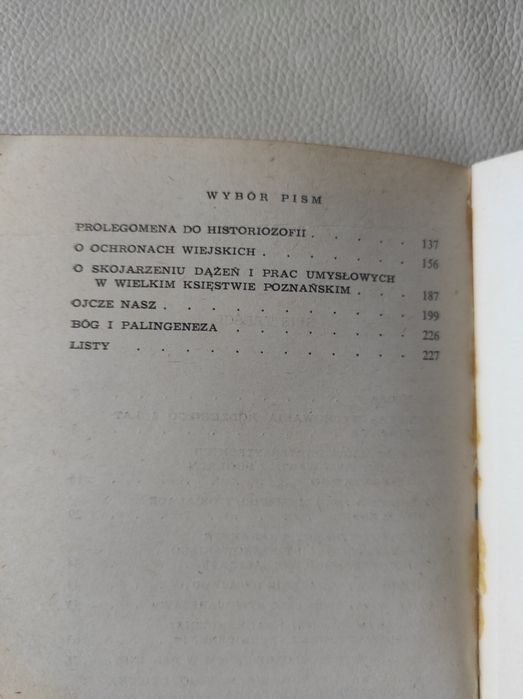 WYBÓR PISM
PROLEGOMENA DO HISTORIOZOFII . . . . . 137
O OCHRONACH WIEJSKICH . . . . . . . 156
O SKOJARZENIU DĄŻEŃ I PRAC UMYSŁOWYCH
W WIELKIM KSIĘSTWIE POZNAŃSKIM . . . . 187
OJCZE NASZ . . . . . . . . . . 199
BÓG I PALINGENEZA . . . . . . . . 226
LISTY . . . . . . . . . . . . 227